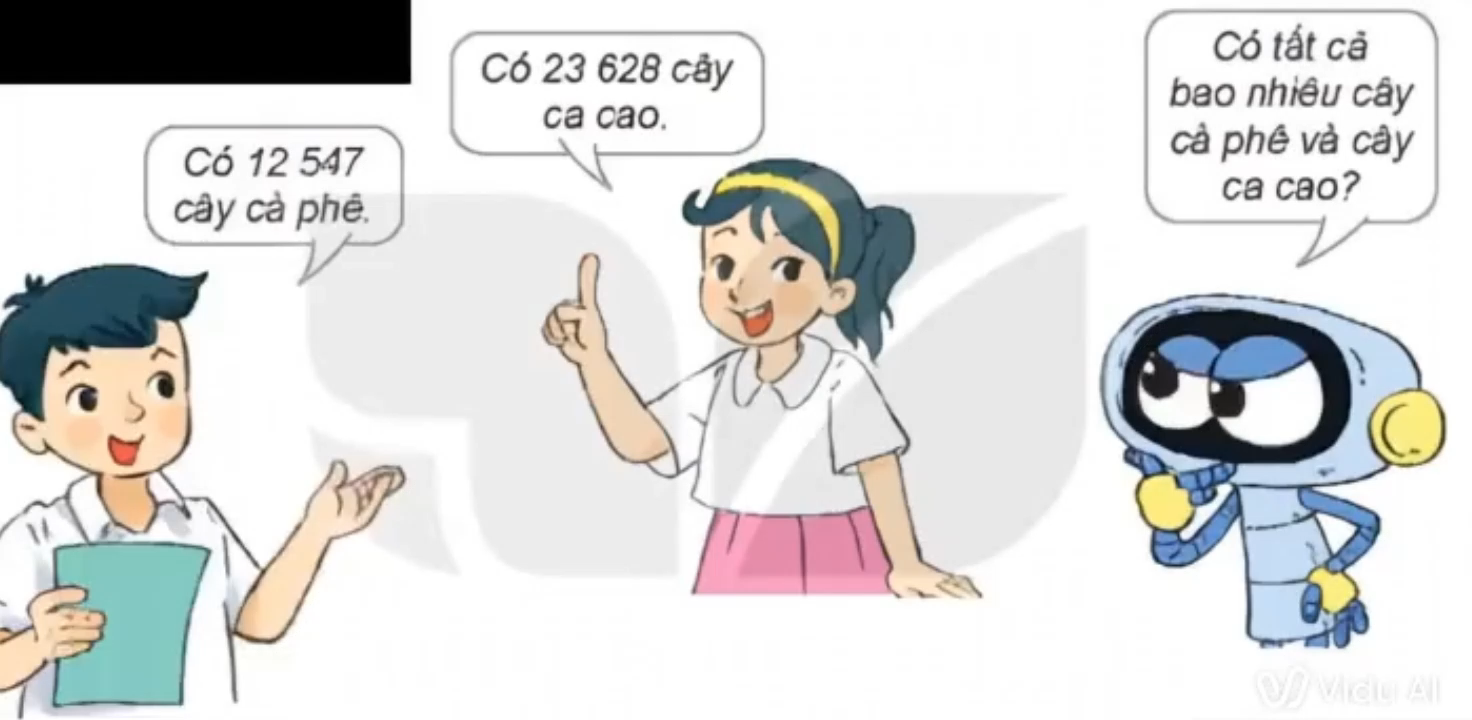 Có 12 547
cây cà phê.
Có 23 628 cây
ca cao.
Có tất cả
bao nhiêu cây
cà phê và cây
ca cao?
Vidu AI